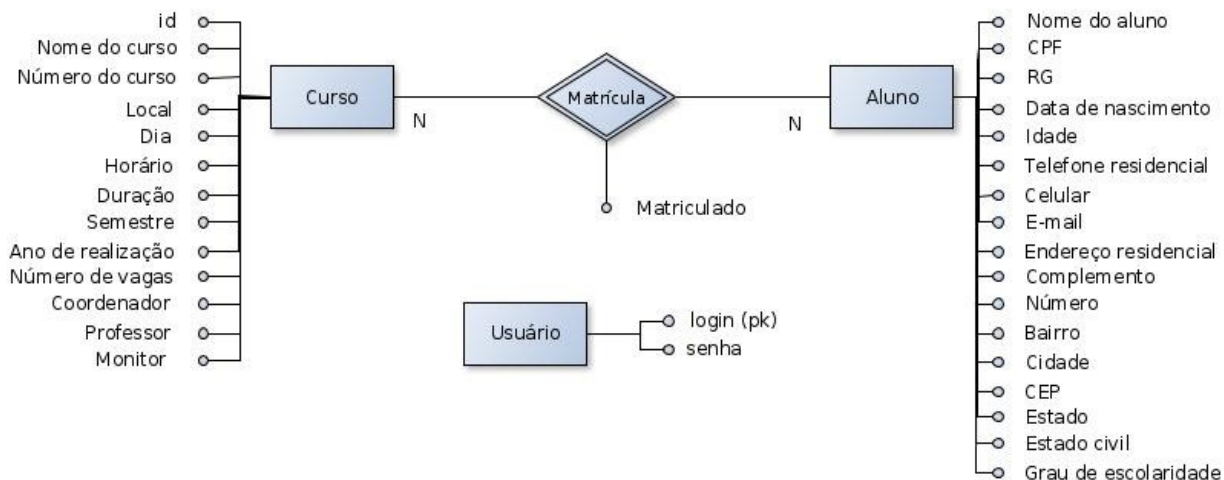 id
Nome do curso
Número do curso
Local
Dia
Horário
Duração
Semestre
Ano de realização
Número de vagas
Coordenador
Professor
Monitor
Curso
N
Matrícula
Matriculado
N
Aluno
Usuário
login (pk)
senha
Nome do aluno
CPF
RG
Data de nascimento
Idade
Telefone residencial
Celular
E-mail
Endereço residencial
Complemento
Número
Bairro
Cidade
CEP
Estado
Estado civil
Grau de escolaridade